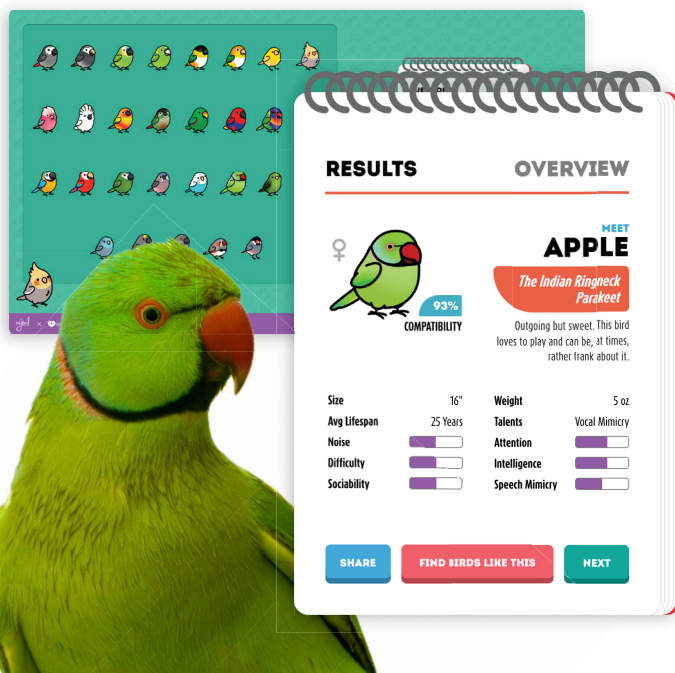 RESULTS
OVERVIEW
MEET
APPLE
The Indian Ringneck
Parakeet
93%
COMPATIBILITY
Outgoing but sweet. This bird
loves to play and can be, at times,
rather frank about it.
Size 16"
Weight 5 oz
Avg Lifespan 25 Years
Talents Vocal Mimicry
Noise
Attention
Difficulty
Intelligence
Sociability
Speech Mimicry
SHARE
FIND BIRDS LIKE THIS
NEXT